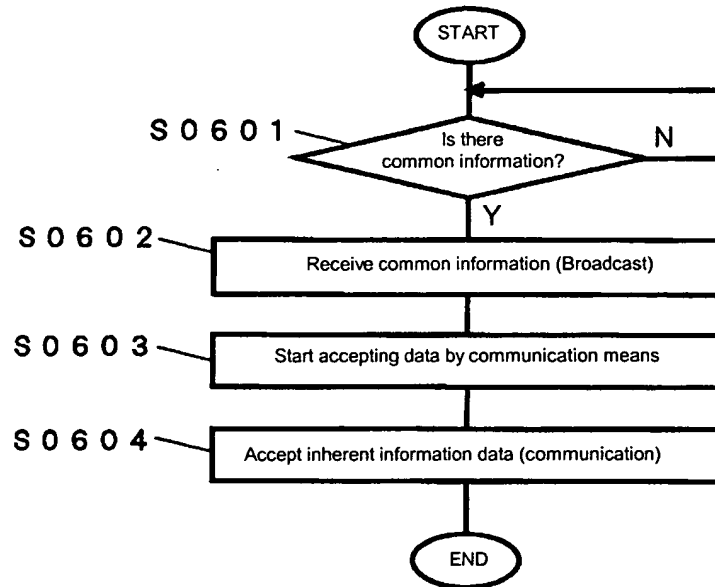 START
S0601
Is there
common information?
N
Y
S0602
Receive common information (Broadcast)
S0603
Start accepting data by communication means
S0604
Accept inherent information data (communication)
END